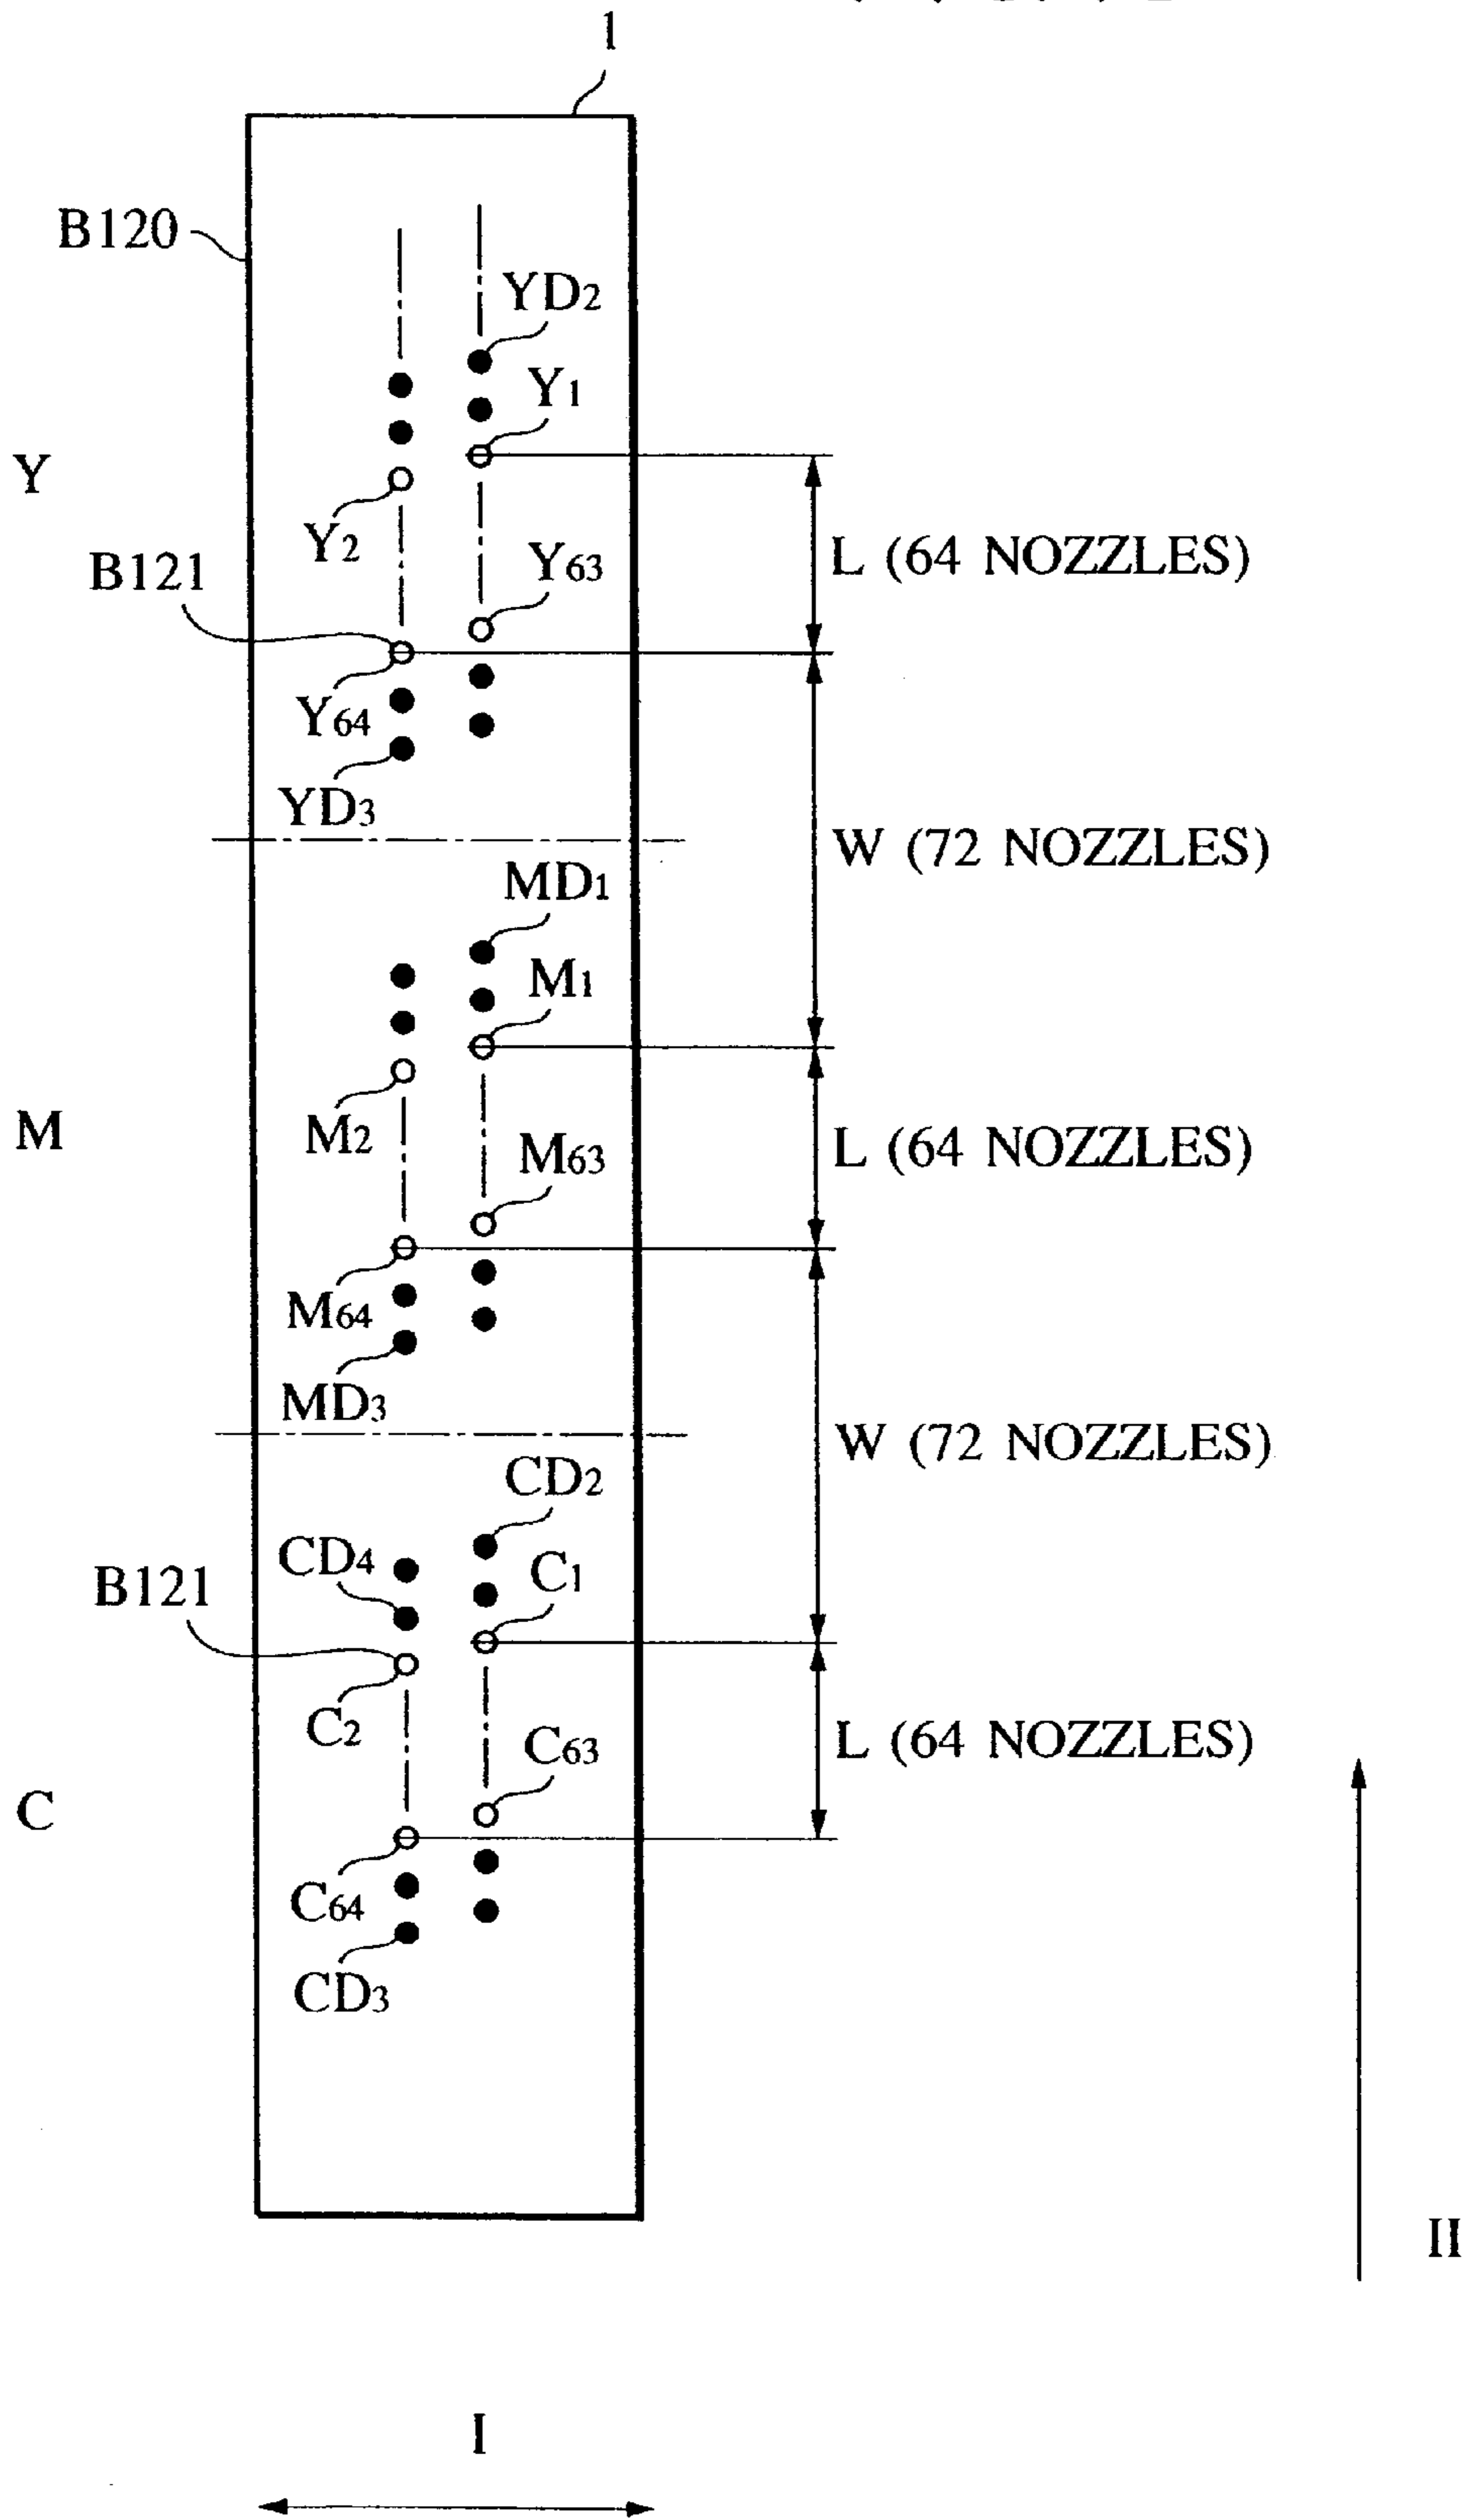 1
B120
YD2
Y1
Y
Y2
Y63
L (64 NOZZLES)
B121
Y64
YD3
W (72 NOZZLES)
MD1
M1
M
M2
M63
L (64 NOZZLES)
M64
MD3
W (72 NOZZLES)
CD2
CD4
C1
B121
C2
C63
L (64 NOZZLES)
C
C64
CD3
II
I